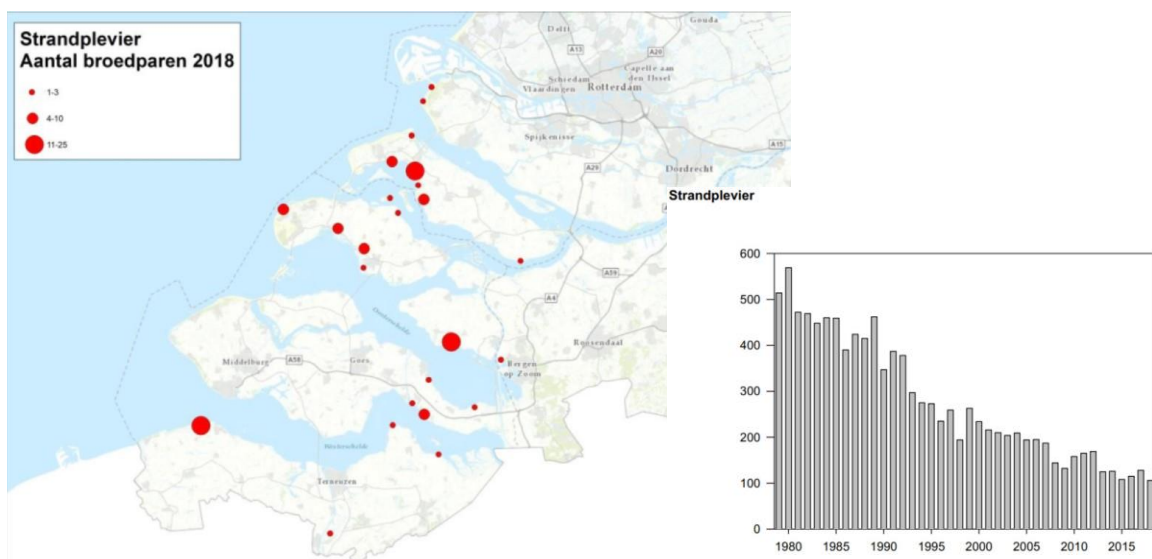 Strandplevier
Aantal broedparen 2018
1-3
4-10
11-25
Gouda
A13
A20
Schiedam
Capelle aan
den IJssel
Vlaardingen
Rotterdam
Spijkenisse
A15
A29
Dordrecht
A59
A4
Oosterschelde
Roosendaal
Middelburg
A58
Goes
Bergen
op Zoom
Westerschelde
Terneuzen
Strandplevier
600
500
400
300
200
100
0
1980
1985
1990
1995
2000
2005
2010
2015